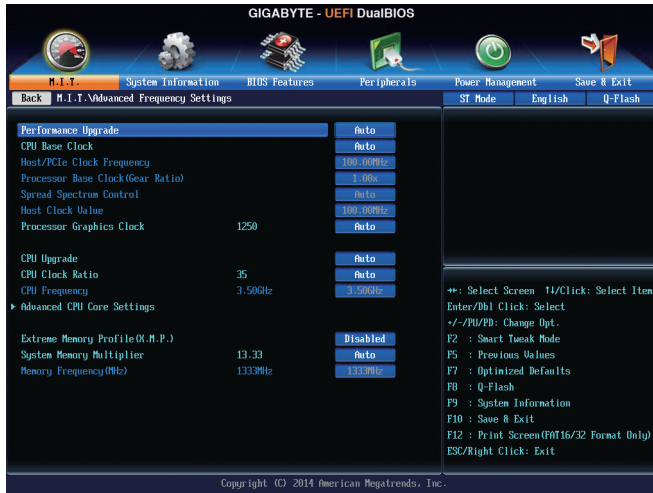 GIGABYTE - UEFI DualBIOS
M.I.T. System Information BIOS Features Peripherals Power Management Save & Exit
Back M.I.T.\Advanced Frequency Settings ST Mode English Q-Flash
Performance Upgrade Auto
CPU Base Clock Auto
Host/PCIe Clock Frequency 100.00MHz
Processor Base Clock(Gear Ratio) 1.00x
Spread Spectrum Control Auto
Host Clock Value 100.00MHz
Processor Graphics Clock 1250 Auto
CPU Upgrade Auto
CPU Clock Ratio 35 Auto
CPU Frequency 3.50GHz 3.50GHz
Advanced CPU Core Settings
Extreme Memory Profile(X.M.P.) Disabled
System Memory Multiplier 13.33 Auto
Memory Frequency(MHz) 1333MHz 1333MHz
→←: Select Screen ↑↓/Click: Select Item
Enter/Dbl Click: Select
+/-/PU/PD: Change Opt.
F2 : Smart Tweak Mode
F5 : Previous Values
F7 : Optimized Defaults
F8 : Q-Flash
F9 : System Information
F10 : Save & Exit
F12 : Print Screen(FAT16/32 Format Only)
ESC/Right Click: Exit
Copyright (C) 2014 American Megatrends, Inc.